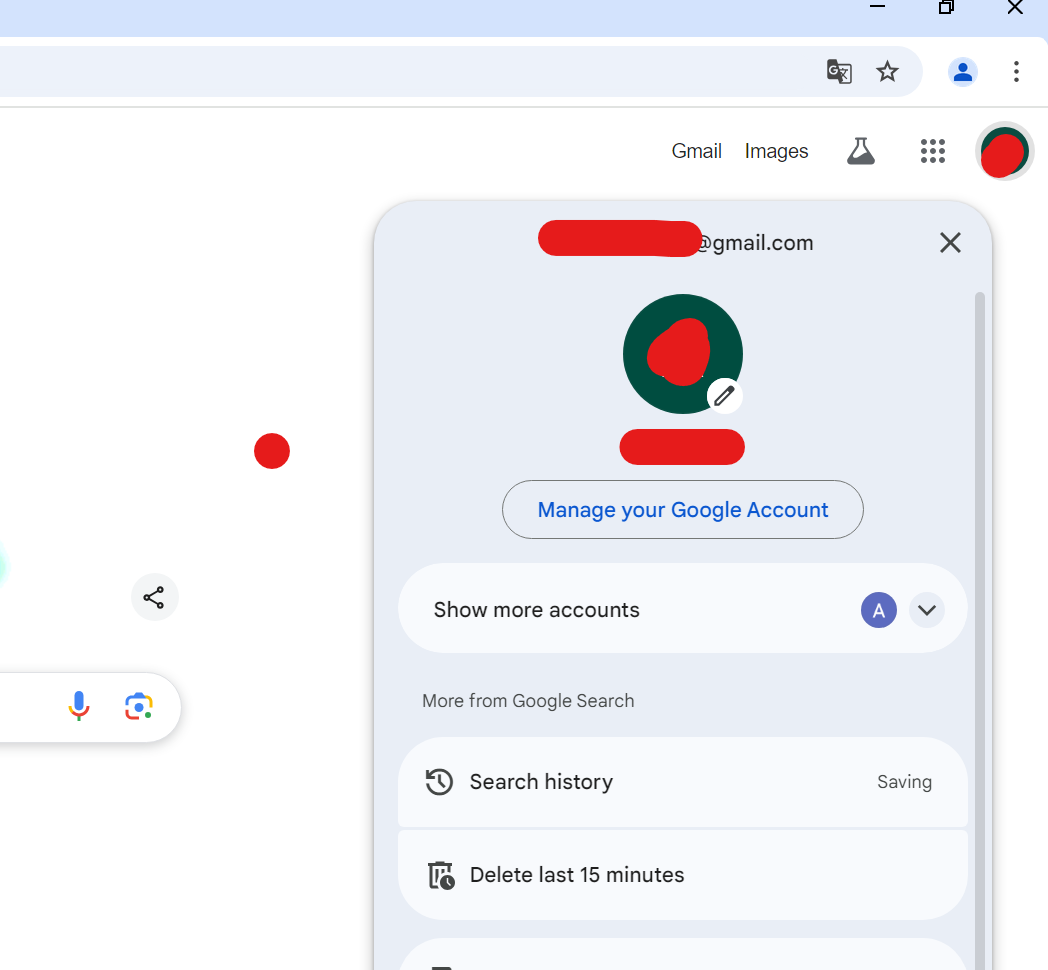 Gmail Images
@gmail.com
Manage your Google Account
Show more accounts A
More from Google Search
Search history Saving
Delete last 15 minutes